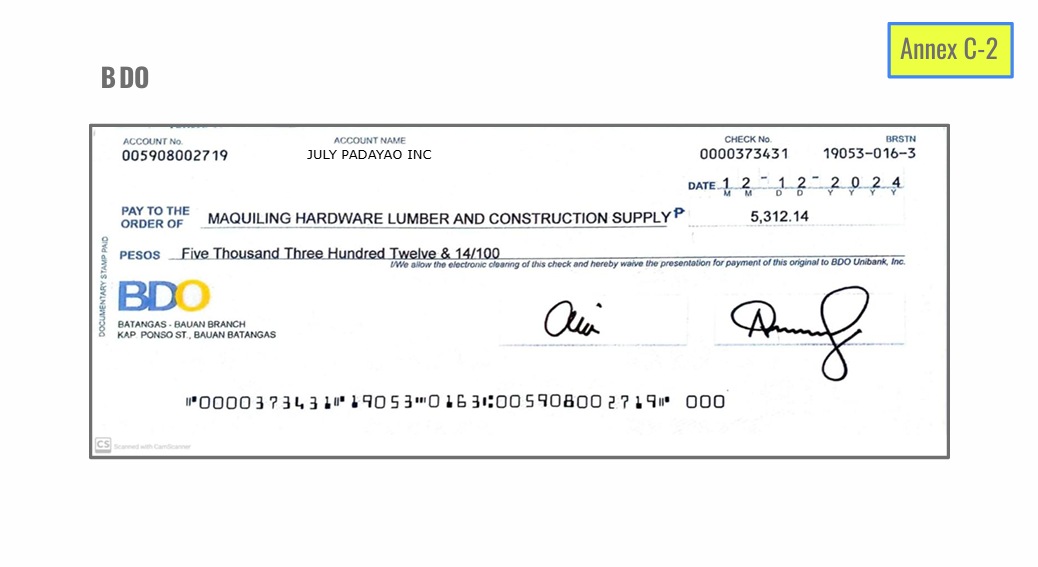 Annex C-2
BDO
ACCOUNT No. ACCOUNT NAME CHECK No. BRSTN
005908002719 JULY PADAYAO INC 0000373431 19053-016-3
DATE 1 2 - 1 2 - 2 0 2 4
M M D D Y Y Y Y
PAY TO THE
ORDER OF MAQUILING HARDWARE LUMBER AND CONSTRUCTION SUPPLY ₱ 5,312.14
PESOS Five Thousand Three Hundred Twelve & 14/100
I/We allow the electronic clearing of this check and hereby waive the presentation for payment of this original to BDO Unibank, Inc.
DOCUMENTARY STAMP PAID
BDO
BATANGAS - BAUAN BRANCH
KAP. PONSO ST., BAUAN BATANGAS
⑈0000373431⑈19053⑉0163⑆005908002719⑈ 000
CS Scanned with CamScanner